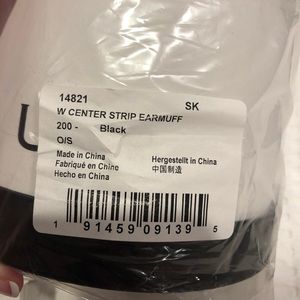 14821 SK
W CENTER STRIP EARMUFF
200 - Black
O/S
Made in China Hergestellt in China
Fabriqué en Chine 中国制造
Hecho en China
1 91459 09139 5